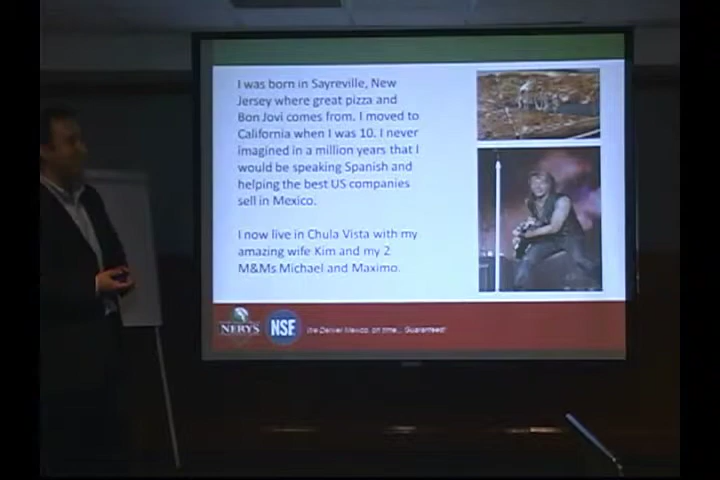 I was born in Sayreville, New
Jersey where great pizza and
Bon Jovi comes from. I moved to
California when I was 10. I never
imagined in a million years that I
would be speaking Spanish and
helping the best US companies
sell in Mexico.
I now live in Chula Vista with my
amazing wife Kim and my 2
M&Ms Michael and Maximo.
NERYS
NSF
We Deliver Mexico, on time... Guaranteed!